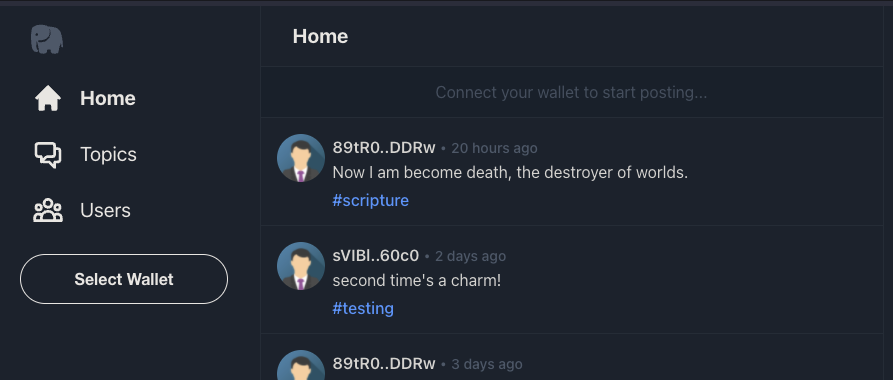 Home
Topics
Users
Select Wallet
Home
Connect your wallet to start posting...
89tR0..DDRw • 20 hours ago
Now I am become death, the destroyer of worlds.
#scripture
sVIBl..60c0 • 2 days ago
second time's a charm!
#testing
89tR0..DDRw • 3 days ago